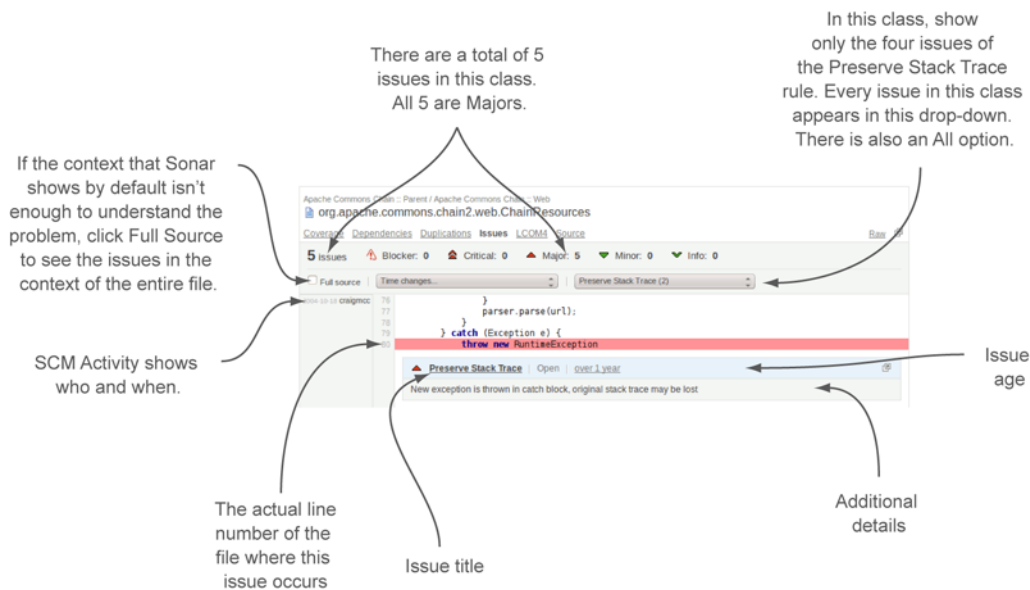 In this class, show
only the four issues of
the Preserve Stack Trace
rule. Every issue in this class
appears in this drop-down.
There is also an All option.
There are a total of 5
issues in this class.
All 5 are Majors.
If the context that Sonar
shows by default isn't
enough to understand the
problem, click Full Source
to see the issues in the
context of the entire file.
Apache Commons Chain :: Parent / Apache Commons Chain :: Web
org.apache.commons.chain2.web.ChainResources
Coverage Dependencies Duplications Issues LCOM4 Source Raw
5 issues Blocker: 0 Critical: 0 Major: 5 Minor: 0 Info: 0
Full source Time changes... Preserve Stack Trace (2)
2004-10-18 craigmcc 76 }
77 parser.parse(url);
78 }
79 } catch (Exception e) {
80 throw new RuntimeException
Preserve Stack Trace Open over 1 year
New exception is thrown in catch block, original stack trace may be lost
SCM Activity shows
who and when.
Issue
age
The actual line
number of the
file where this
issue occurs
Issue title
Additional
details